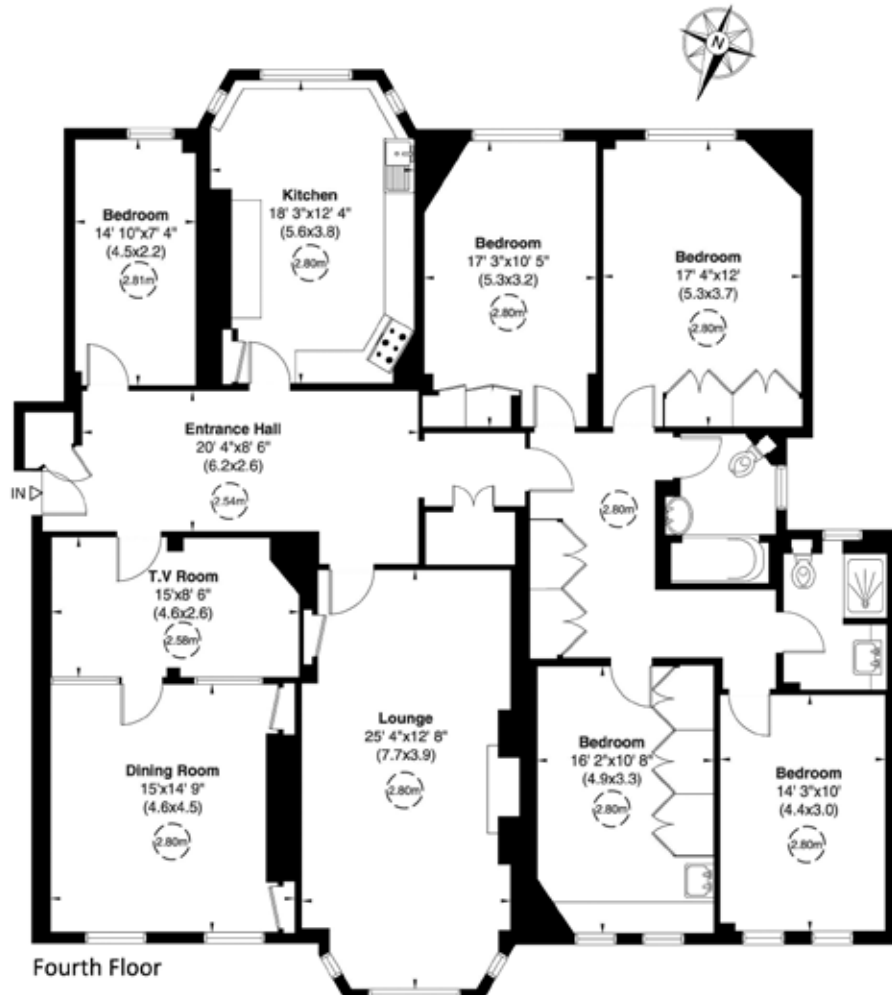 N
Kitchen
18' 3"x12' 4"
(5.6x3.8)
2.80m
Bedroom
14' 10"x7' 4"
(4.5x2.2)
2.81m
Bedroom
17' 3"x10' 5"
(5.3x3.2)
2.80m
Bedroom
17' 4"x12'
(5.3x3.7)
2.80m
Entrance Hall
20' 4"x8' 6"
(6.2x2.6)
2.54m
IN
2.80m
T.V Room
15'x8' 6"
(4.6x2.6)
2.58m
Lounge
25' 4"x12' 8"
(7.7x3.9)
2.80m
Dining Room
15'x14' 9"
(4.6x4.5)
2.80m
Bedroom
16' 2"x10' 8"
(4.9x3.3)
2.80m
Bedroom
14' 3"x10'
(4.4x3.0)
2.80m
Fourth Floor